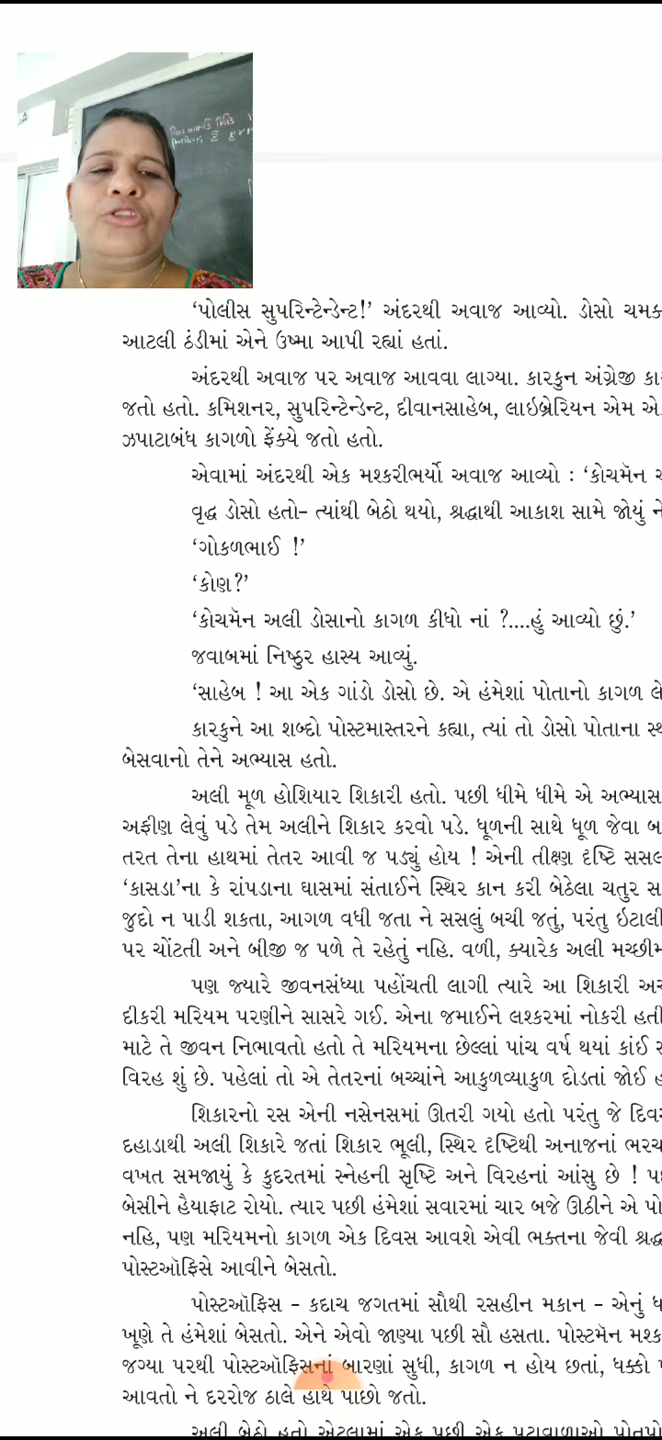 'પોલીસ સુપરિન્ટેન્ડેન્ટ!' અંદરથી અવાજ આવ્યો. ડોસો
આટલી ઠંડીમાં એને ઉષ્મા આપી રહ્યાં હતાં.
અંદરથી અવાજ પર અવાજ આવવા લાગ્યા. કારકુન અંગ્રેજી
જતો હતો. કમિશનર, સુપરિન્ટેન્ડેન્ટ, દીવાનસાહેબ, લાઇબ્રેરિયન એમ
ઝપાટાબંધ કાગળો ફેંક્યે જતો હતો.
એવામાં અંદરથી એક મશ્કરીભર્યો અવાજ આવ્યો : 'કોચમૅન
વૃદ્ધ ડોસો હતો- ત્યાંથી બેઠો થયો, શ્રદ્ધાથી આકાશ સામે જોયું ને
'ગોકળભાઈ !'
'કોણ?'
'કોચમૅન અલી ડોસાનો કાગળ કીધો નાં ?....હું આવ્યો છું.'
જવાબમાં નિષ્ઠુર હાસ્ય આવ્યું.
'સાહેબ ! આ એક ગાંડો ડોસો છે. એ હંમેશાં પોતાનો કાગળ
કારકુને આ શબ્દો પોસ્ટમાસ્તરને કહ્યા, ત્યાં તો ડોસો પોતાના
બેસવાનો તેને અભ્યાસ હતો.
અલી મૂળ હોશિયાર શિકારી હતો. પછી ધીમે ધીમે એ અભ્યાસ
અફીણ લેવું પડે તેમ અલીને શિકાર કરવો પડે. ધૂળની સાથે ધૂળ જેવા
તરત તેના હાથમાં તેતર આવી જ પડ્યું હોય ! એની તીક્ષ્ણ દૃષ્ટિ
'કાસડા'ના કે રાંપડાના ઘાસમાં સંતાઈને સ્થિર કાન કરી બેઠેલા ચતુર
જુદો ન પાડી શકતા, આગળ વધી જતા ને સસલું બચી જતું, પરંતુ
પર ચોંટતી અને બીજી જ પળે તે રહેતું નહિ. વળી, ક્યારેક અલી
પણ જ્યારે જીવનસંધ્યા પહોંચતી લાગી ત્યારે આ શિકારી
દીકરી મરિયમ પરણીને સાસરે ગઈ. એના જમાઈને લશ્કરમાં નોકરી હતી
માટે તે જીવન નિભાવતો હતો તે મરિયમના છેલ્લાં પાંચ વર્ષ થયાં કાંઈ
વિરહ શું છે. પહેલાં તો એ તેતરનાં બચ્ચાંને આકુળવ્યાકુળ દોડતાં જોઈ
શિકારનો રસ એની નસેનસમાં ઊતરી ગયો હતો પરંતુ જે
દહાડાથી અલી શિકારે જતાં શિકાર ભૂલી, સ્થિર દૃષ્ટિથી અનાજનાં
વખત સમજાયું કે કુદરતમાં સ્નેહની સૃષ્ટિ અને વિરહનાં આંસુ છે !
બેસીને હૈયાફાટ રોયો. ત્યાર પછી હંમેશાં સવારમાં ચાર બજે ઊઠીને એ
નહિ, પણ મરિયમનો કાગળ એક દિવસ આવશે એવી ભક્તના જેવી
પોસ્ટઑફિસે આવીને બેસતો.
પોસ્ટઑફિસ - કદાચ જગતમાં સૌથી રસહીન મકાન - એનું
ખૂણે તે હંમેશાં બેસતો. એને એવો જાણ્યા પછી સૌ હસતા. પોસ્ટમૅન
જગ્યા પરથી પોસ્ટઑફિસનાં બારણાં સુધી, કાગળ ન હોય છતાં, ધક્કો
આવતો ને દરરોજ ઠાલે હાથે પાછો જતો.
અલી બેઠો હતો એટલામાં એક પછી એક પટાવાળાઓ